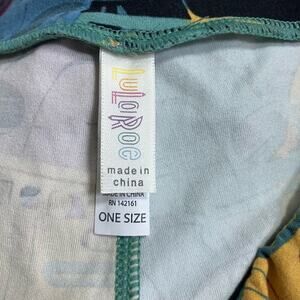 LuLaRoe
made in
china
MADE IN CHINA
RN 142161
ONE SIZE